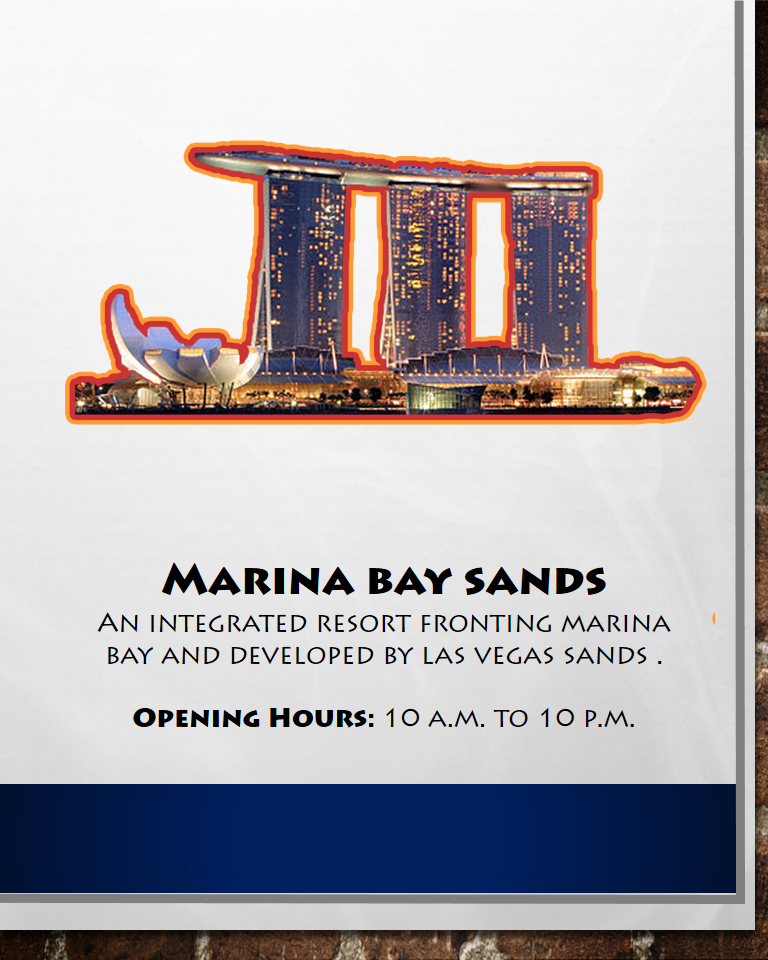 Marina bay sands
An integrated resort fronting marina
bay and developed by las vegas sands .
Opening Hours: 10 a.m. to 10 p.m.